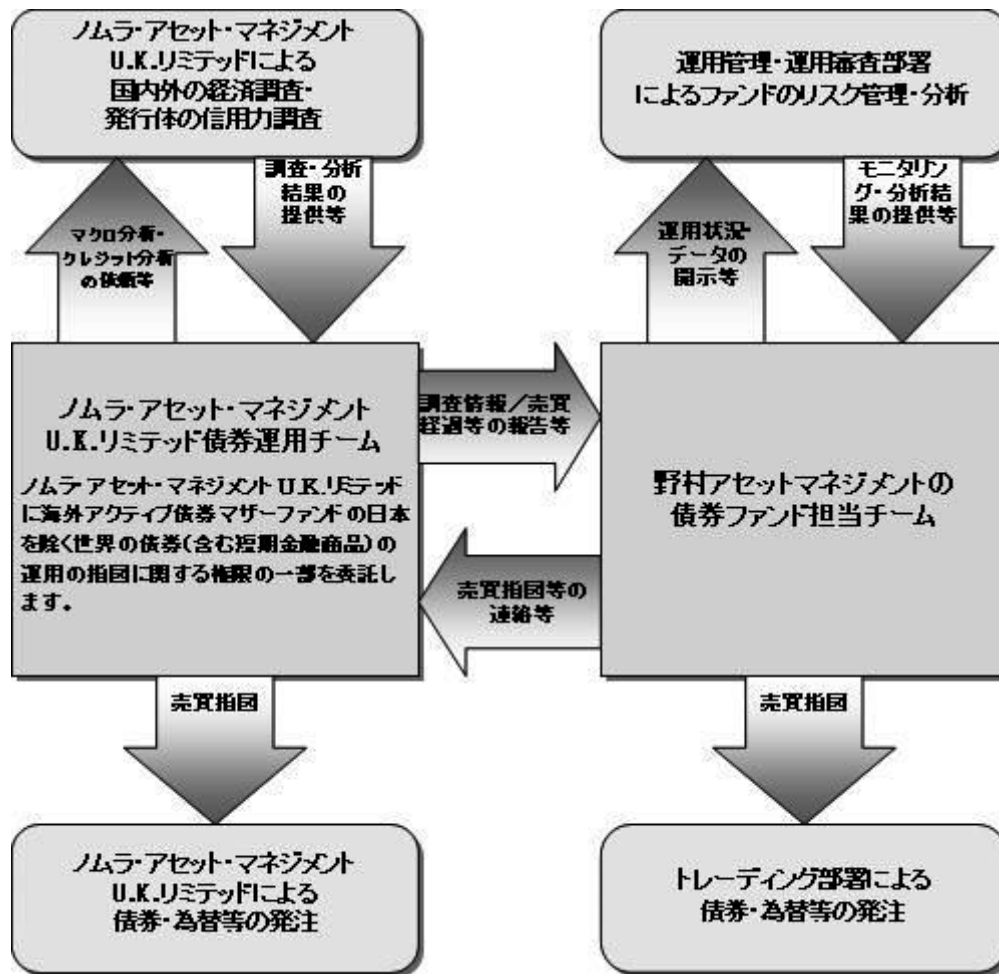 ノムラ・アセット・マネジメント
U.K.リミテッドによる
国内外の経済調査・
発行体の信用力調査
運用管理・運用審査部署
によるファンドのリスク管理・分析
マクロ分析・
クレジット分析
の依頼等
調査・分析
結果の
提供等
運用状況・
データの
開示等
モニタリン
グ・分析結
果の提供等
ノムラ・アセット・マネジメント
U.K.リミテッド債券運用チーム
ノムラ・アセット・マネジメントU.K.リミテッド
に海外アクティブ債券マザーファンドの日本
を除く世界の債券(含む短期金融商品)の
運用の指図に関する権限の一部を委託し
ます。
調査情報/売買
経過等の報告等
売買指図等の
連絡等
野村アセットマネジメントの
債券ファンド担当チーム
売買指図
売買指図
ノムラ・アセット・マネジメント
U.K.リミテッドによる
債券・為替等の発注
トレーディング部署による
債券・為替等の発注